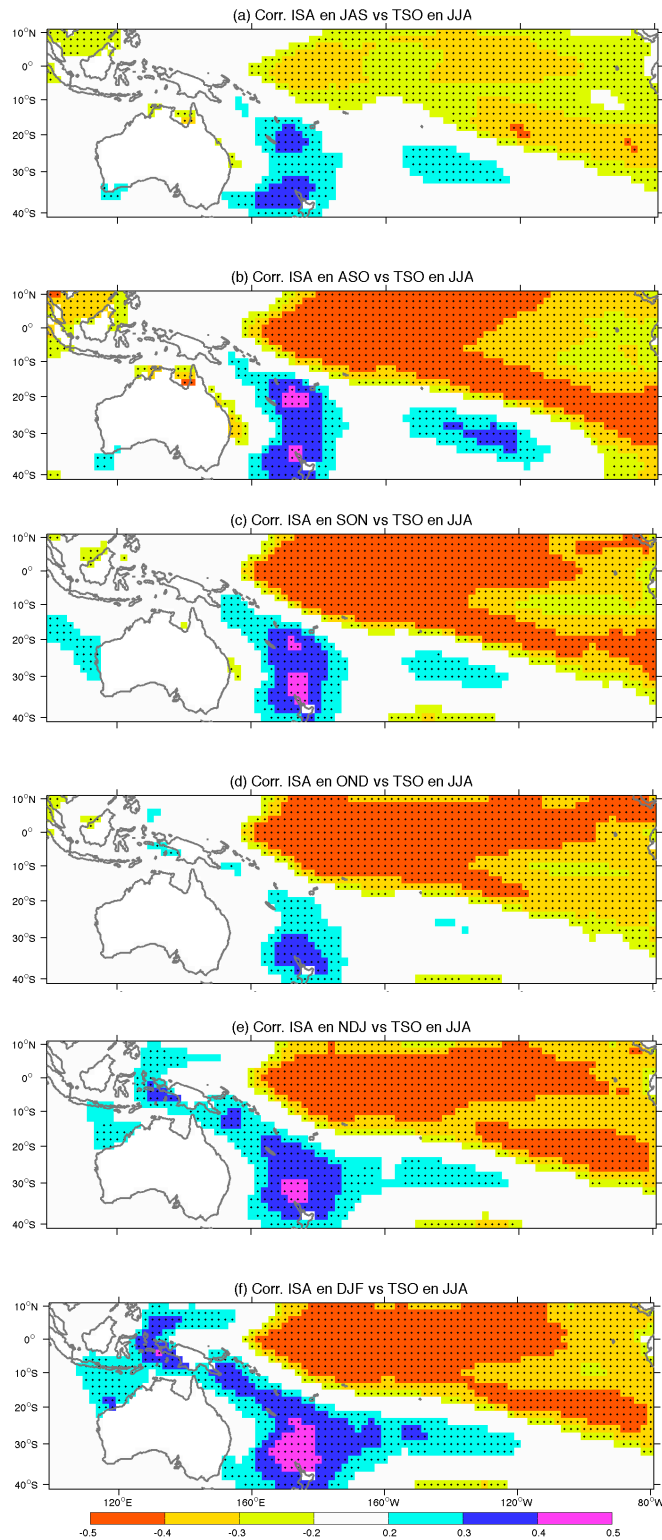 (a) Corr. ISA en JAS vs TSO en JJA
10°N
0°
10°S
20°S
30°S
40°S
(b) Corr. ISA en ASO vs TSO en JJA
10°N
0°
10°S
20°S
30°S
40°S
(c) Corr. ISA en SON vs TSO en JJA
10°N
0°
10°S
20°S
30°S
40°S
(d) Corr. ISA en OND vs TSO en JJA
10°N
0°
10°S
20°S
30°S
40°S
(e) Corr. ISA en NDJ vs TSO en JJA
10°N
0°
10°S
20°S
30°S
40°S
(f) Corr. ISA en DJF vs TSO en JJA
10°N
0°
10°S
20°S
30°S
40°S
120°E 160°E 160°W 120°W 80°W
-0.5 -0.4 -0.3 -0.2 0.2 0.3 0.4 0.5